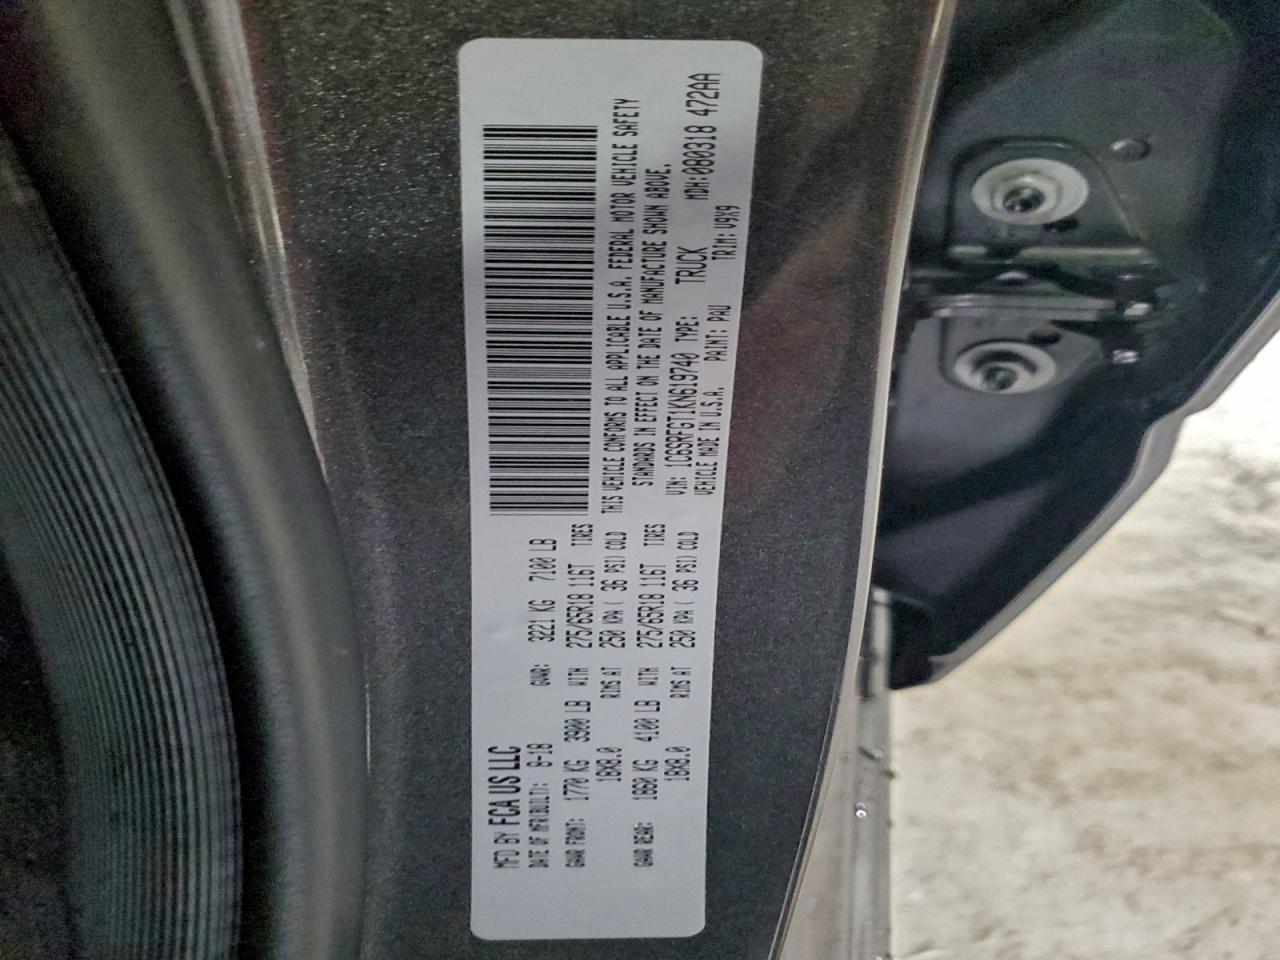 MFD BY FCA US LLC
DATE OF MFR(BUILT): 8-18 GVWR: 3221 KG 7100 LB
GAWR FRONT: 1770 KG 3900 LB WITH 275/65R18 116T TIRES
18X8.0 RIMS AT 250 KPA ( 36 PSI) COLD
GAWR REAR: 1860 KG 4100 LB WITH 275/65R18 116T TIRES
18X8.0 RIMS AT 250 KPA ( 36 PSI) COLD
THIS VEHICLE CONFORMS TO ALL APPLICABLE U.S.A. FEDERAL MOTOR VEHICLE SAFETY
STANDARDS IN EFFECT ON THE DATE OF MANUFACTURE SHOWN ABOVE.
VIN: 1C6SRFGT1KN619740 TYPE: TRUCK MDH:080318 472AA
VEHICLE MADE IN U.S.A. PAINT: PAU TRIM: V9X9